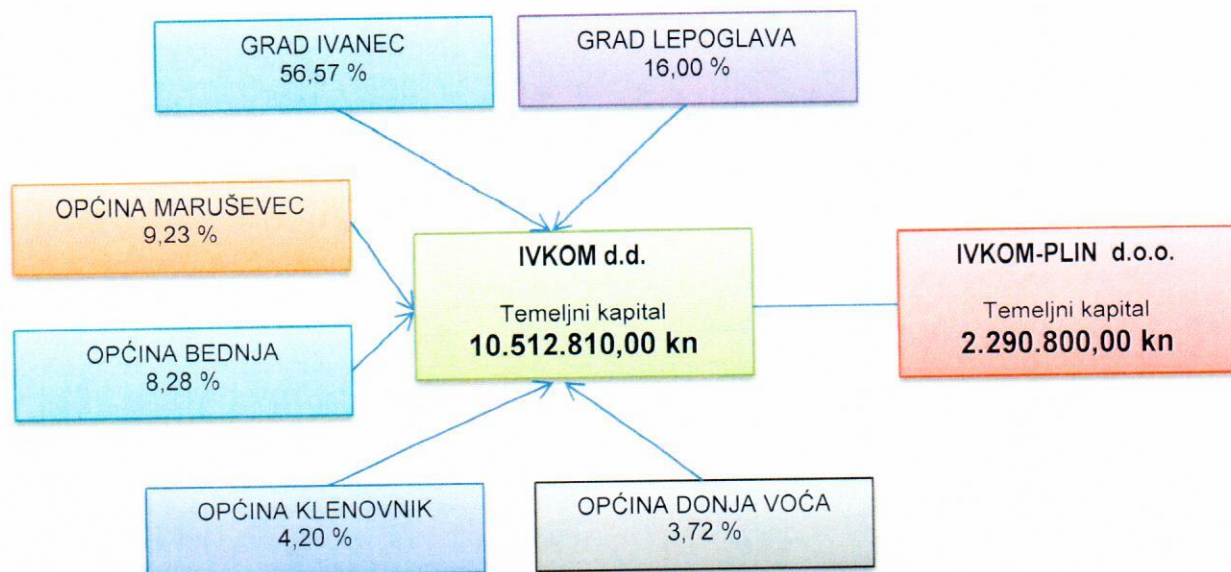 GRAD IVANEC
56,57 %
GRAD LEPOGLAVA
16,00 %
OPĆINA MARUŠEVEC
9,23 %
IVKOM d.d.
Temeljni kapital
10.512.810,00 kn
IVKOM-PLIN d.o.o.
Temeljni kapital
2.290.800,00 kn
OPĆINA BEDNJA
8,28 %
OPĆINA KLENOVNIK
4,20 %
OPĆINA DONJA VOĆA
3,72 %